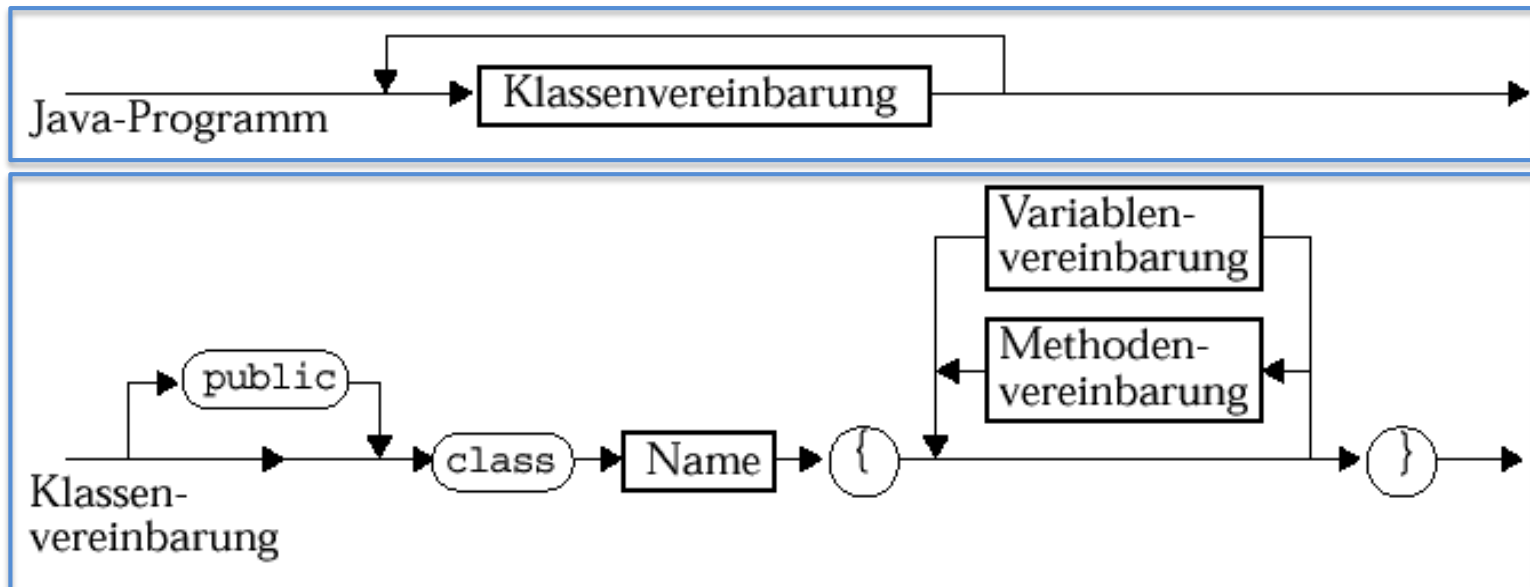 Klassenvereinbarung
Java-Programm
Variablen-
vereinbarung
Methoden-
vereinbarung
public
class
Name
{
}
Klassen-
vereinbarung